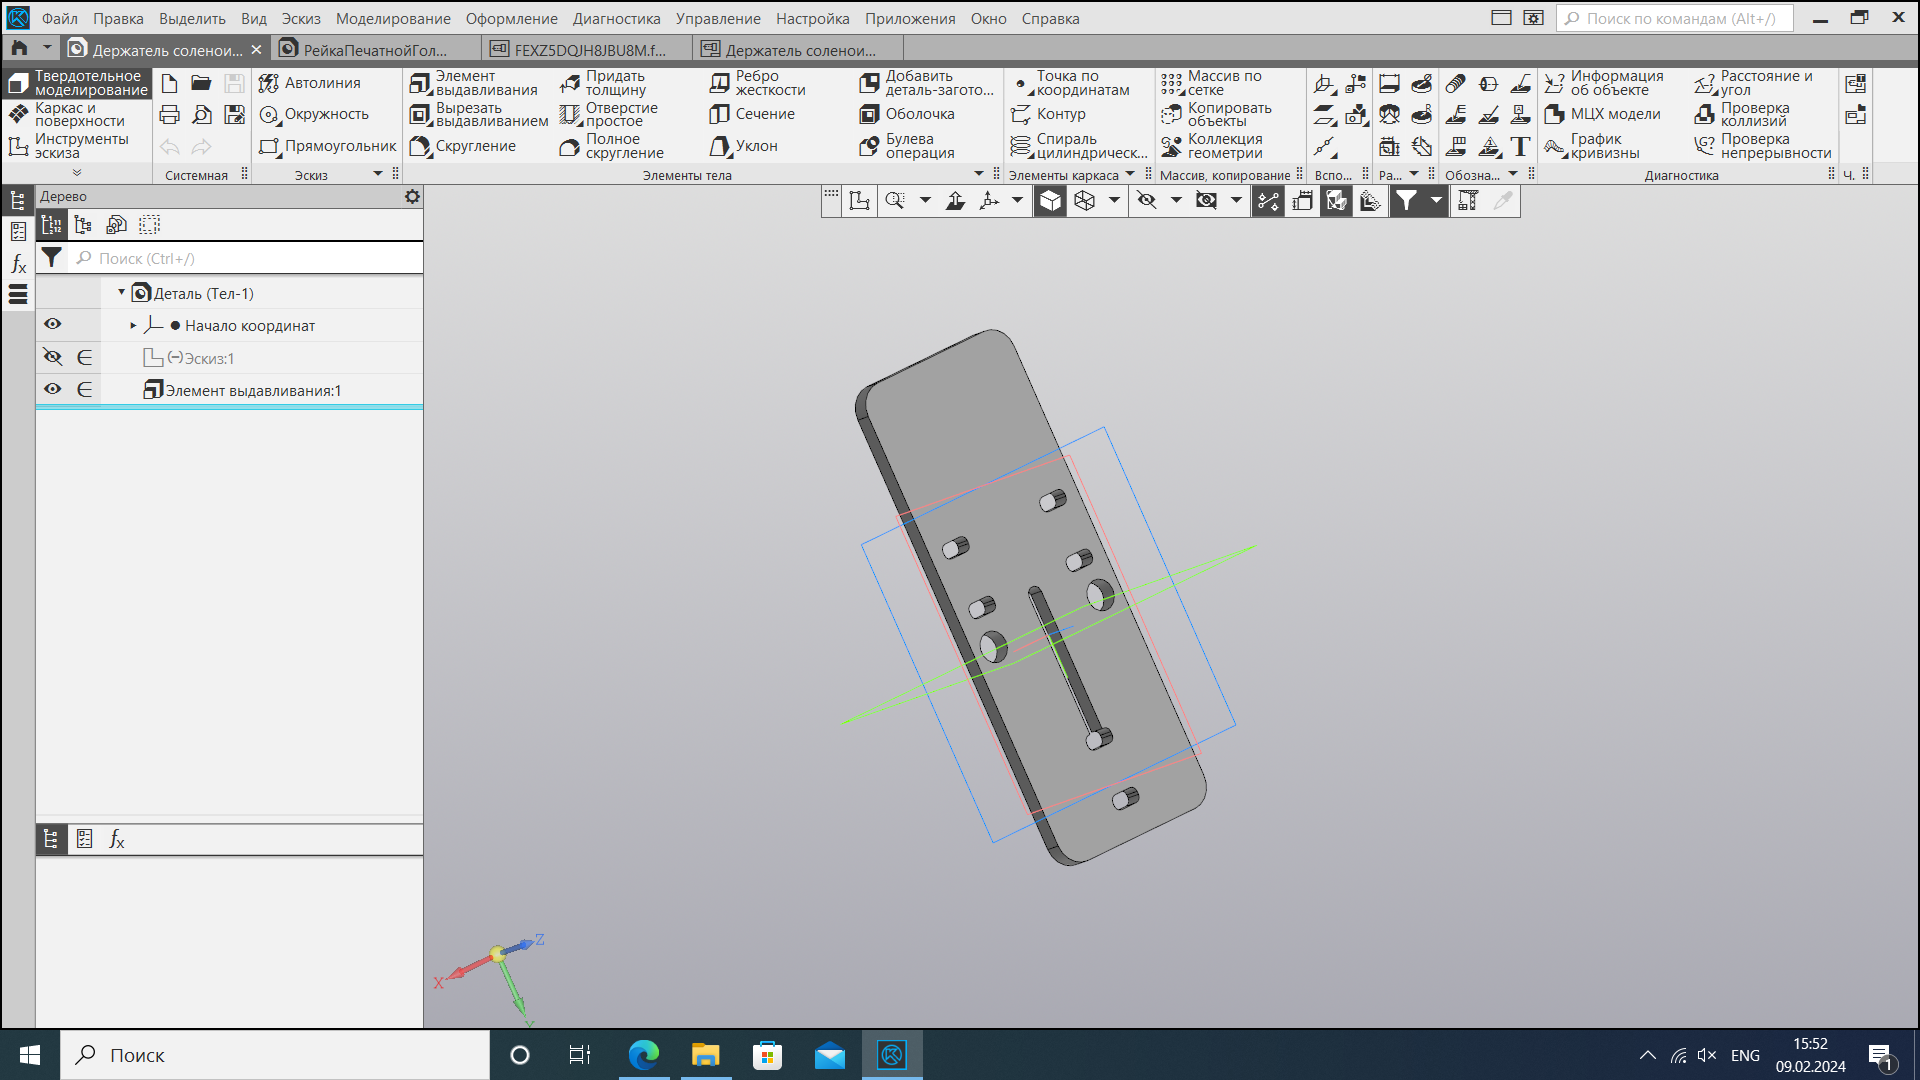 Файл Правка Выделить Вид Эскиз Моделирование Оформление Диагностика Управление Настройка Приложения Окно Справка Поиск по командам (Alt+/)
Держатель соленои... РейкаПечатнойГол... FEXZ5DQJH8JBU8M.f... Держатель соленои...
Твердотельное моделирование
Каркас и поверхности
Инструменты эскиза
Системная
Автолиния
Окружность
Прямоугольник
Эскиз
Элемент выдавливания
Вырезать выдавливанием
Скругление
Придать толщину
Отверстие простое
Полное скругление
Ребро жесткости
Сечение
Уклон
Добавить деталь-загото...
Оболочка
Булева операция
Элементы тела
Точка по координатам
Контур
Спираль цилиндрическ...
Элементы каркаса
Массив по сетке
Копировать объекты
Коллекция геометрии
Массив, копирование
Вспо...
Ра...
Обозна...
Информация об объекте
МЦХ модели
График кривизны
Расстояние и угол
Проверка коллизий
Проверка непрерывности
Диагностика
Ч.
Дерево
Поиск (Ctrl+/)
Деталь (Тел-1)
Начало координат
(−)Эскиз:1
Элемент выдавливания:1
Z
X
Y
Поиск
ENG
15:52
09.02.2024
1